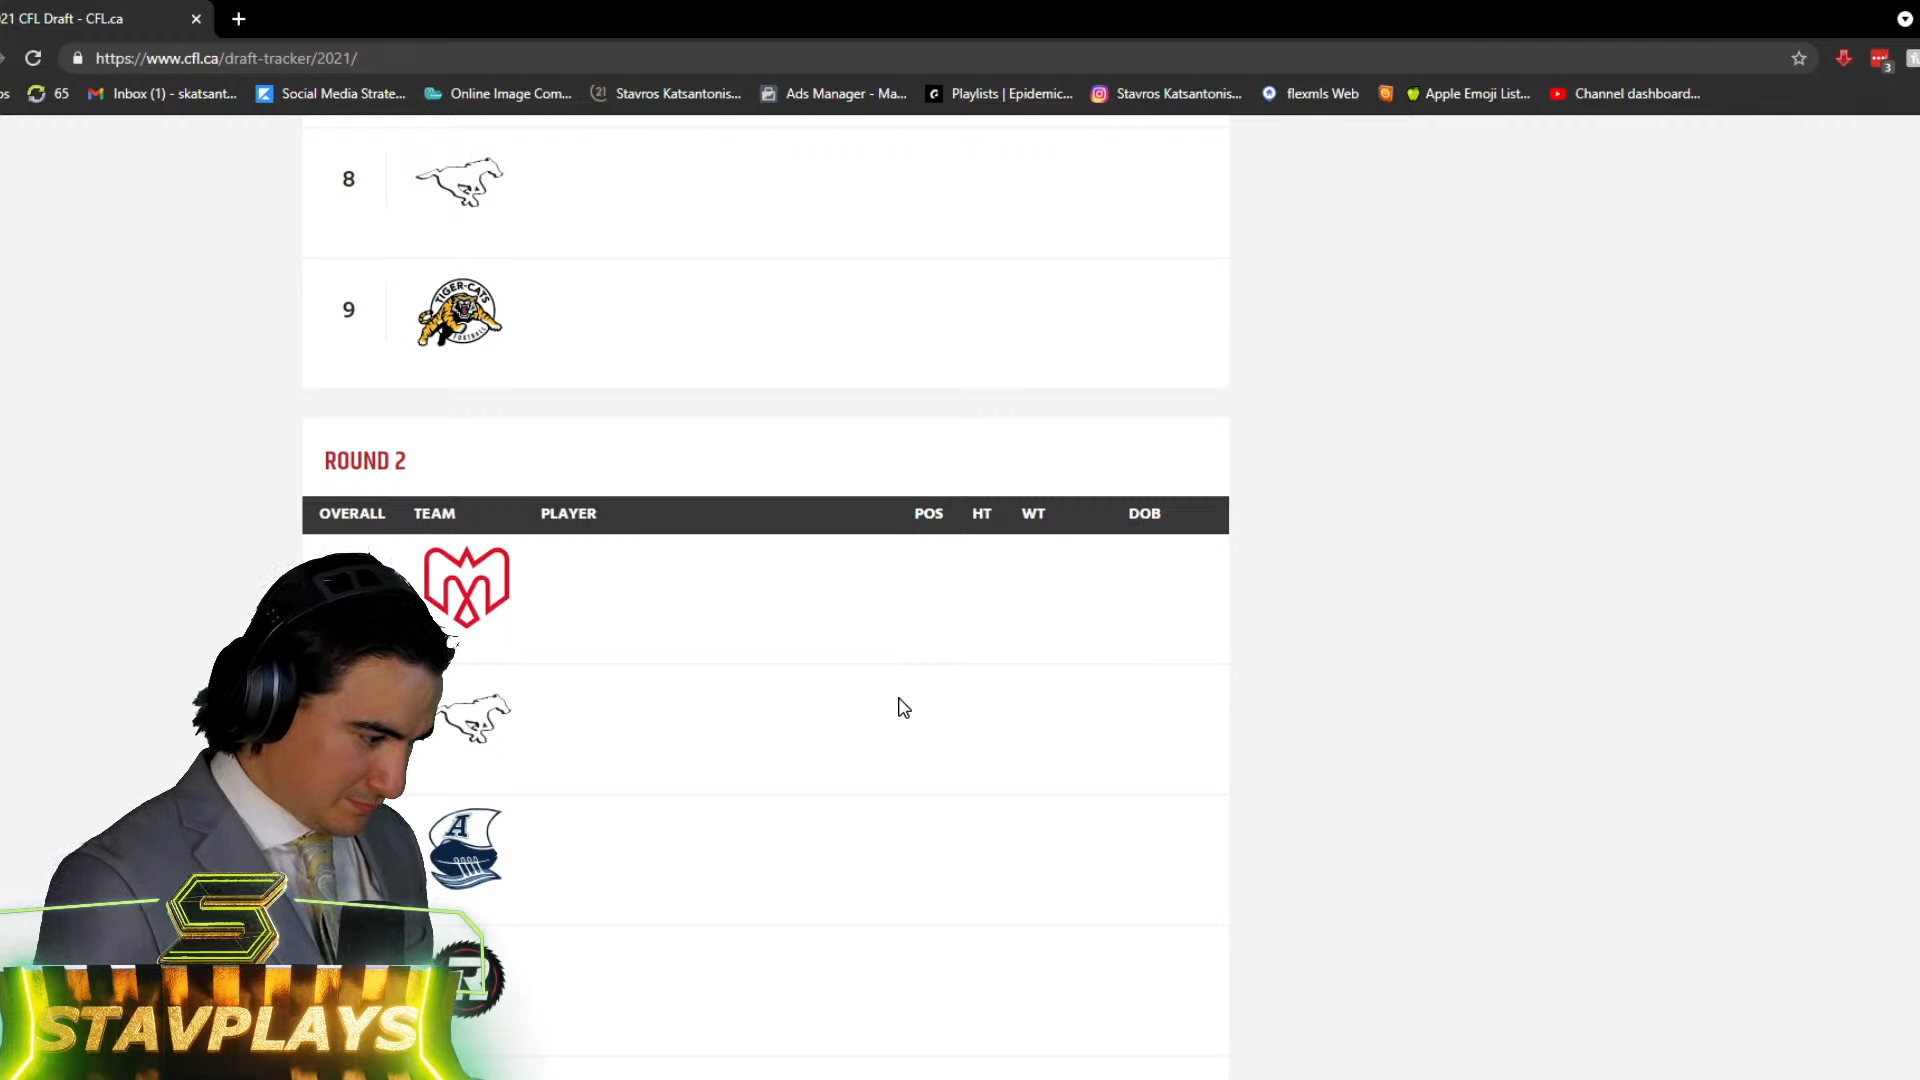 21 CFL Draft - CFL.ca
https://www.cfl.ca/draft-tracker/2021/
65 Inbox (1) - skatsant... Social Media Strate... Online Image Com... 21 Stavros Katsantonis... Ads Manager - Ma... Playlists | Epidemic... Stavros Katsantonis... flexmls Web Apple Emoji List... Channel dashboard...
3
8
9
TIGER-CATS
FOOTBALL
ROUND 2
OVERALL TEAM PLAYER POS HT WT DOB
A
R
S
STAVPLAYS